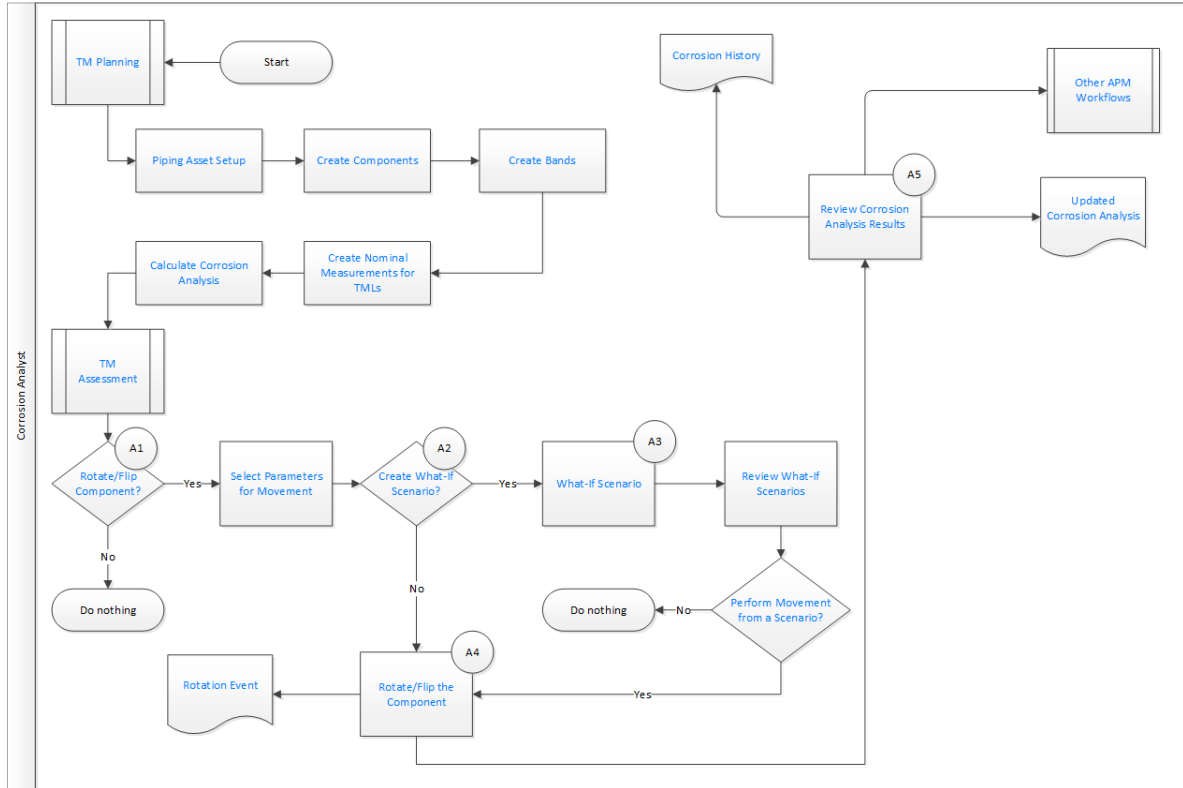 Corrosion Analyst
TM Planning
Start
Corrosion History
Other APM
Workflows
Piping Asset Setup
Create Components
Create Bands
A5
Review Corrosion
Analysis Results
Updated
Corrosion Analysis
Calculate Corrosion
Analysis
Create Nominal
Measurements for
TMLs
TM
Assessment
A1
Rotate/Flip
Component?
Yes
Select Parameters
for Movement
A2
Create What-If
Scenario?
Yes
A3
What-If Scenario
Review What-If
Scenarios
No
Do nothing
No
Do nothing
No
Perform Movement
from a Scenario?
Yes
A4
Rotate/Flip the
Component
Rotation Event